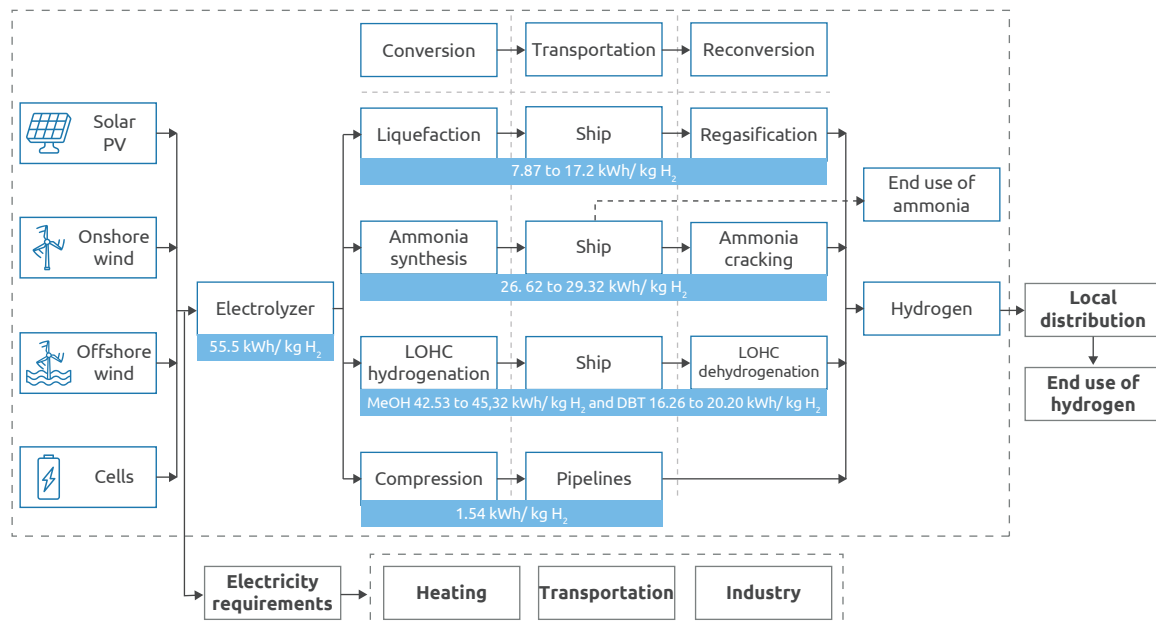 Conversion
Transportation
Reconversion
Solar
PV
Liquefaction
Ship
Regasification
7.87 to 17.2 kWh/ kg H₂
End use of
ammonia
Onshore
wind
Ammonia
synthesis
Ship
Ammonia
cracking
26. 62 to 29.32 kWh/ kg H₂
Electrolyzer
55.5 kWh/ kg H₂
Hydrogen
Local
distribution
Offshore
wind
LOHC
hydrogenation
Ship
LOHC
dehydrogenation
MeOH 42.53 to 45,32 kWh/ kg H₂ and DBT 16.26 to 20.20 kWh/ kg H₂
End use of
hydrogen
Cells
Compression
Pipelines
1.54 kWh/ kg H₂
Electricity
requirements
Heating
Transportation
Industry